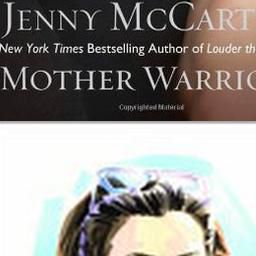 JENNY MCCART
New York Times Bestselling Author of Louder th
MOTHER WARRIO
Copyrighted Material